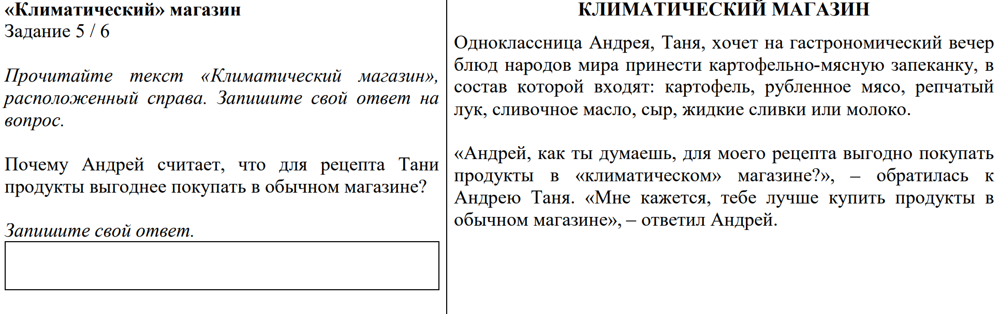 «Климатический» магазин
Задание 5 / 6
Прочитайте текст «Климатический магазин»,
расположенный справа. Запишите свой ответ на
вопрос.
Почему Андрей считает, что для рецепта Тани
продукты выгоднее покупать в обычном магазине?
Запишите свой ответ.
КЛИМАТИЧЕСКИЙ МАГАЗИН
Одноклассница Андрея, Таня, хочет на гастрономический вечер
блюд народов мира принести картофельно-мясную запеканку, в
состав которой входят: картофель, рубленное мясо, репчатый
лук, сливочное масло, сыр, жидкие сливки или молоко.
«Андрей, как ты думаешь, для моего рецепта выгодно покупать
продукты в «климатическом» магазине?», – обратилась к
Андрею Таня. «Мне кажется, тебе лучше купить продукты в
обычном магазине», – ответил Андрей.